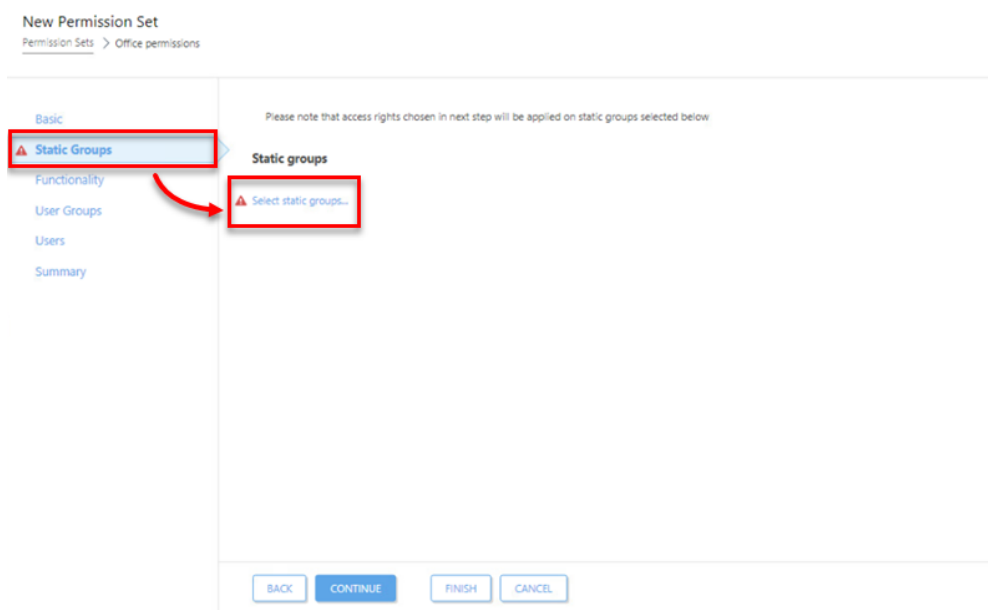 New Permission Set
Permission Sets > Office permissions
Basic
Please note that access rights chosen in next step will be applied on static groups selected below
Static Groups
Static groups
Functionality
Select static groups...
User Groups
Users
Summary
BACK CONTINUE FINISH CANCEL